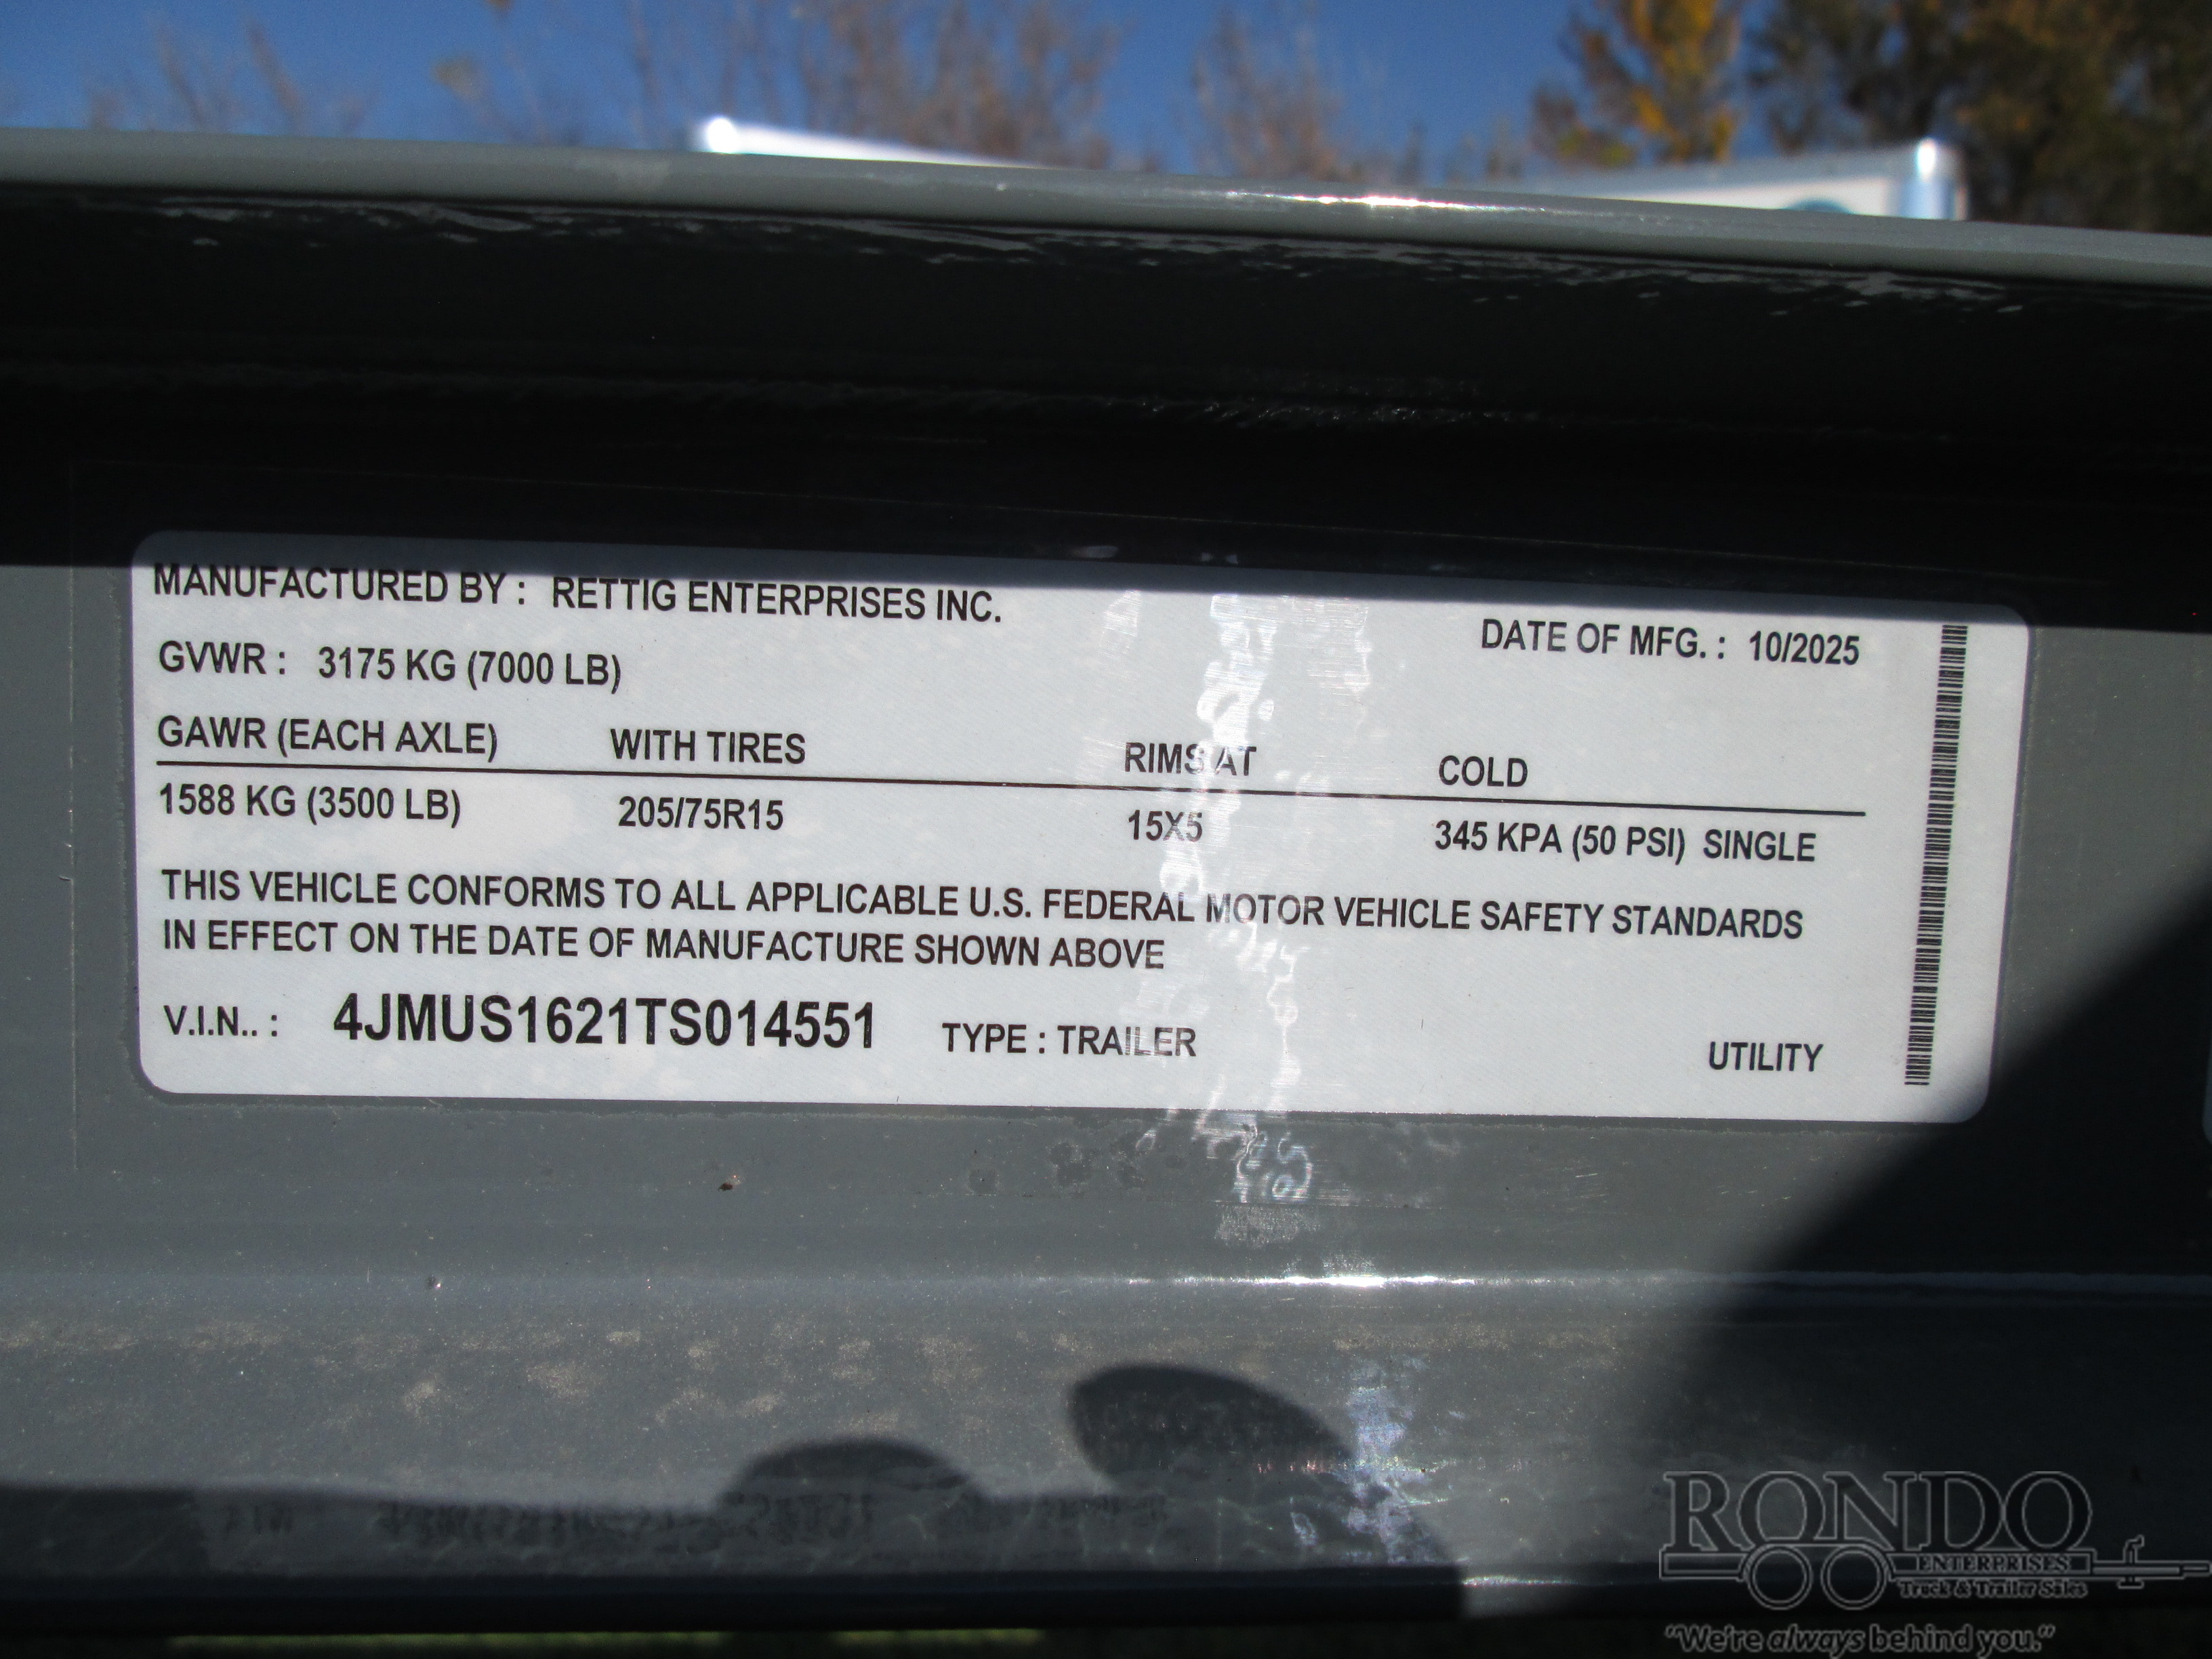 MANUFACTURED BY : RETTIG ENTERPRISES INC.
DATE OF MFG. : 10/2025
GVWR : 3175 KG (7000 LB)
GAWR (EACH AXLE) WITH TIRES RIMS AT COLD
1588 KG (3500 LB) 205/75R15 15X5 345 KPA (50 PSI) SINGLE
THIS VEHICLE CONFORMS TO ALL APPLICABLE U.S. FEDERAL MOTOR VEHICLE SAFETY STANDARDS
IN EFFECT ON THE DATE OF MANUFACTURE SHOWN ABOVE
V.I.N.. : 4JMUS1621TS014551 TYPE : TRAILER UTILITY
RONDO
ENTERPRISES
Truck & Trailer Sales
"We're always behind you."